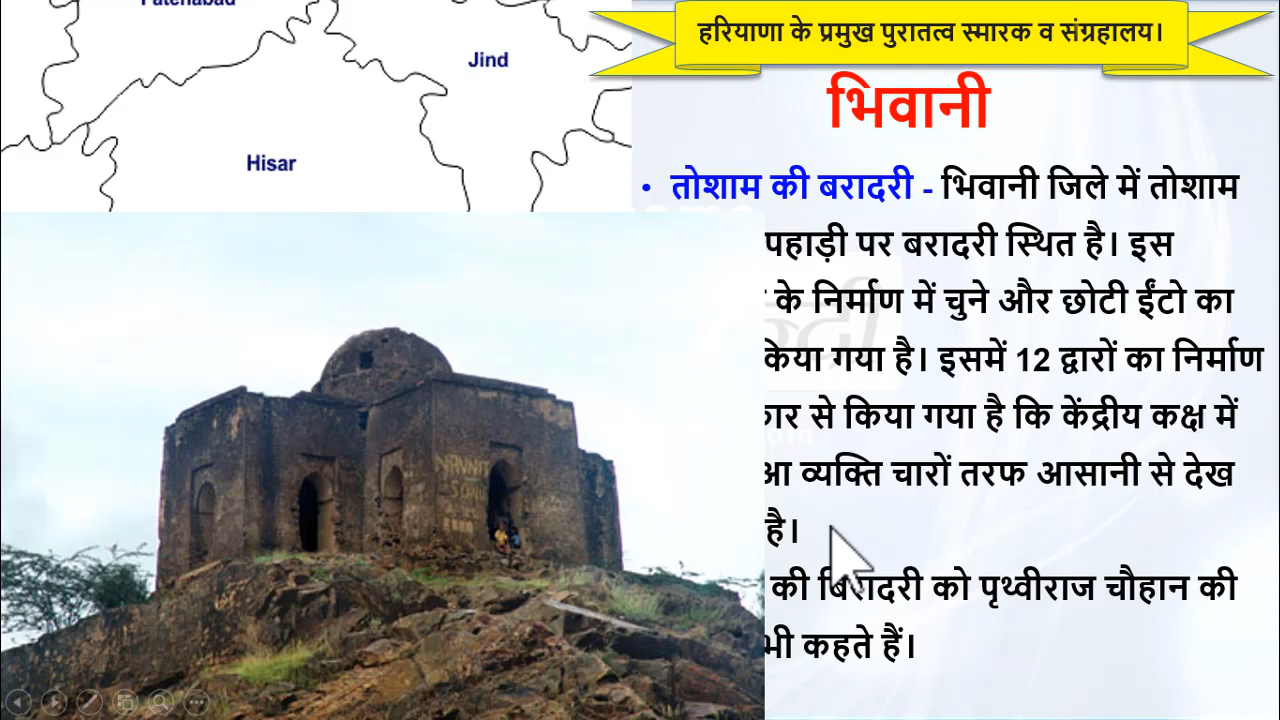 हरियाणा के प्रमुख पुरातत्व स्मारक व संग्रहालय।
Jind
Hisar
भिवानी
• तोशाम की बरादरी - भिवानी जिले में तोशाम
पहाड़ी पर बरादरी स्थित है। इस
के निर्माण में चुने और छोटी ईंटो का
किया गया है। इसमें 12 द्वारों का निर्माण
से किया गया है कि केंद्रीय कक्ष में
व्यक्ति चारों तरफ आसानी से देख
है।
की बिरादरी को पृथ्वीराज चौहान की
भी कहते हैं।